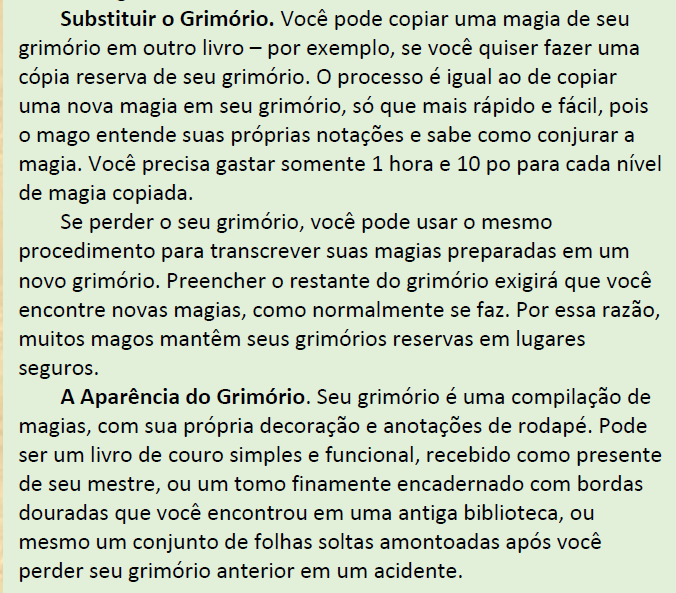 Substituir o Grimório. Você pode copiar uma magia de seu
grimório em outro livro – por exemplo, se você quiser fazer uma
cópia reserva de seu grimório. O processo é igual ao de copiar
uma nova magia em seu grimório, só que mais rápido e fácil, pois
o mago entende suas próprias notações e sabe como conjurar a
magia. Você precisa gastar somente 1 hora e 10 po para cada nível
de magia copiada.
Se perder o seu grimório, você pode usar o mesmo
procedimento para transcrever suas magias preparadas em um
novo grimório. Preencher o restante do grimório exigirá que você
encontre novas magias, como normalmente se faz. Por essa razão,
muitos magos mantêm seus grimórios reservas em lugares
seguros.
A Aparência do Grimório. Seu grimório é uma compilação de
magias, com sua própria decoração e anotações de rodapé. Pode
ser um livro de couro simples e funcional, recebido como presente
de seu mestre, ou um tomo finamente encadernado com bordas
douradas que você encontrou em uma antiga biblioteca, ou
mesmo um conjunto de folhas soltas amontoadas após você
perder seu grimório anterior em um acidente.